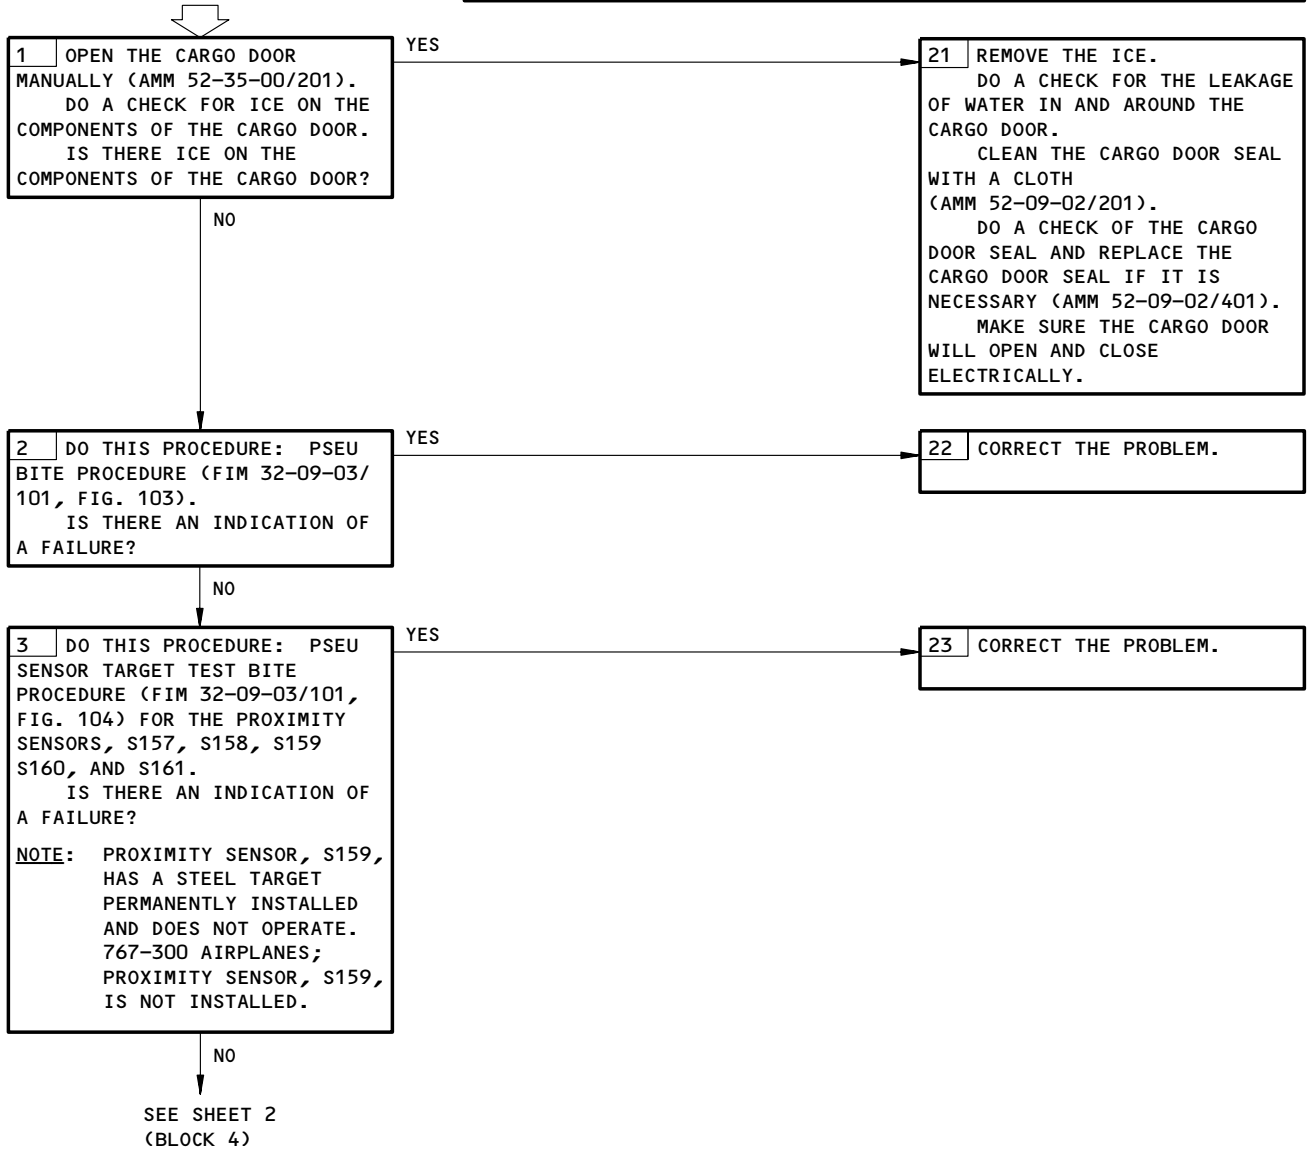 1 OPEN THE CARGO DOOR
MANUALLY (AMM 52-35-00/201).
DO A CHECK FOR ICE ON THE
COMPONENTS OF THE CARGO DOOR.
IS THERE ICE ON THE
COMPONENTS OF THE CARGO DOOR?
YES
21 REMOVE THE ICE.
DO A CHECK FOR THE LEAKAGE
OF WATER IN AND AROUND THE
CARGO DOOR.
CLEAN THE CARGO DOOR SEAL
WITH A CLOTH
(AMM 52-09-02/201).
DO A CHECK OF THE CARGO
DOOR SEAL AND REPLACE THE
CARGO DOOR SEAL IF IT IS
NECESSARY (AMM 52-09-02/401).
MAKE SURE THE CARGO DOOR
WILL OPEN AND CLOSE
ELECTRICALLY.
NO
2 DO THIS PROCEDURE: PSEU
BITE PROCEDURE (FIM 32-09-03/
101, FIG. 103).
IS THERE AN INDICATION OF
A FAILURE?
YES
22 CORRECT THE PROBLEM.
NO
3 DO THIS PROCEDURE: PSEU
SENSOR TARGET TEST BITE
PROCEDURE (FIM 32-09-03/101,
FIG. 104) FOR THE PROXIMITY
SENSORS, S157, S158, S159
S160, AND S161.
IS THERE AN INDICATION OF
A FAILURE?
NOTE: PROXIMITY SENSOR, S159,
HAS A STEEL TARGET
PERMANENTLY INSTALLED
AND DOES NOT OPERATE.
767-300 AIRPLANES;
PROXIMITY SENSOR, S159,
IS NOT INSTALLED.
YES
23 CORRECT THE PROBLEM.
NO
SEE SHEET 2
(BLOCK 4)